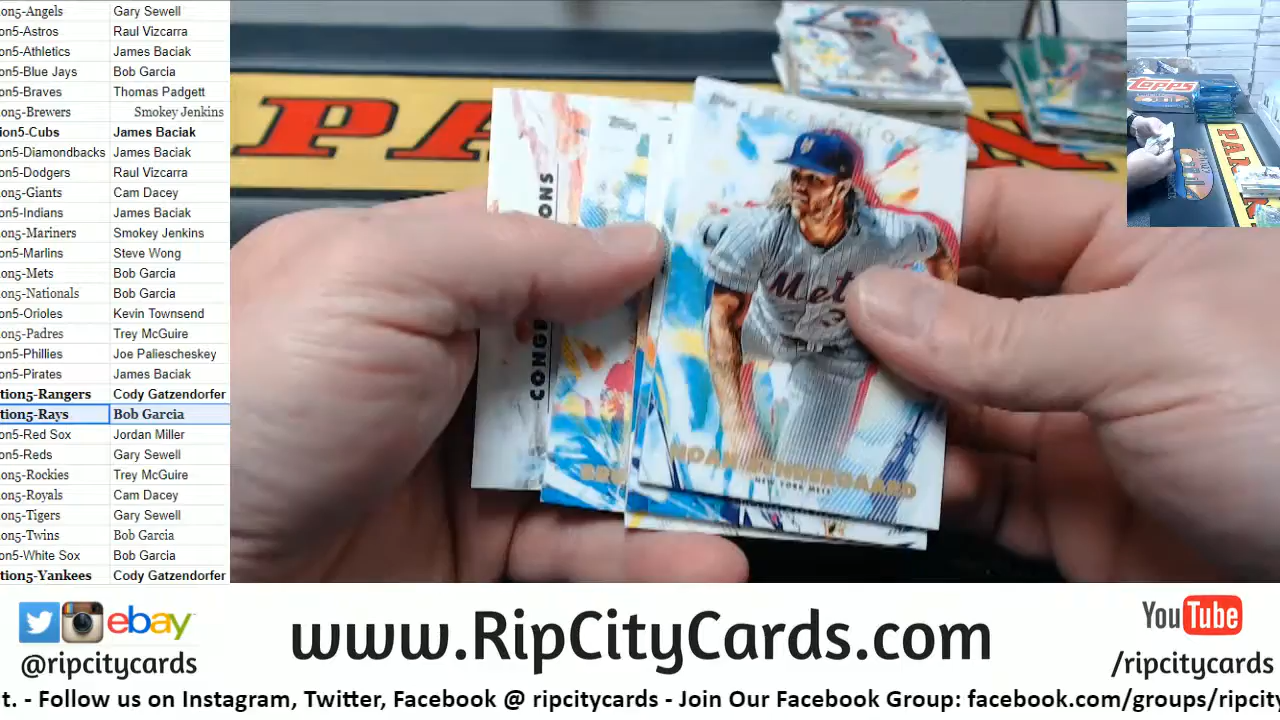 on5-Angels Gary Sewell
on5-Astros Raul Vizcarra
on5-Athletics James Baciak
on5-Blue Jays Bob Garcia
on5-Braves Thomas Padgett
on5-Brewers Smokey Jenkins
ion5-Cubs James Baciak
on5-Diamondbacks James Baciak
on5-Dodgers Raul Vizcarra
on5-Giants Cam Dacey
on5-Indians James Baciak
on5-Mariners Smokey Jenkins
on5-Marlins Steve Wong
on5-Mets Bob Garcia
on5-Nationals Bob Garcia
on5-Orioles Kevin Townsend
on5-Padres Trey McGuire
on5-Phillies Joe Paliescheskey
on5-Pirates James Baciak
tion5-Rangers Cody Gatzendorfer
tion5-Rays Bob Garcia
on5-Red Sox Jordan Miller
on5-Reds Gary Sewell
on5-Rockies Trey McGuire
on5-Royals Cam Dacey
on5-Tigers Gary Sewell
on5-Twins Bob Garcia
on5-White Sox Bob Garcia
tion5-Yankees Cody Gatzendorfer
PA
N
CONG
ONS
BRU
Mets
3
NOAH SYNDERGAARD
NEW YORK METS
TOPPS
PANI
ebay
@ripcitycards
www.RipCityCards.com
YouTube
/ripcitycards
t. - Follow us on Instagram, Twitter, Facebook @ ripcitycards - Join Our Facebook Group: facebook.com/groups/ripcity